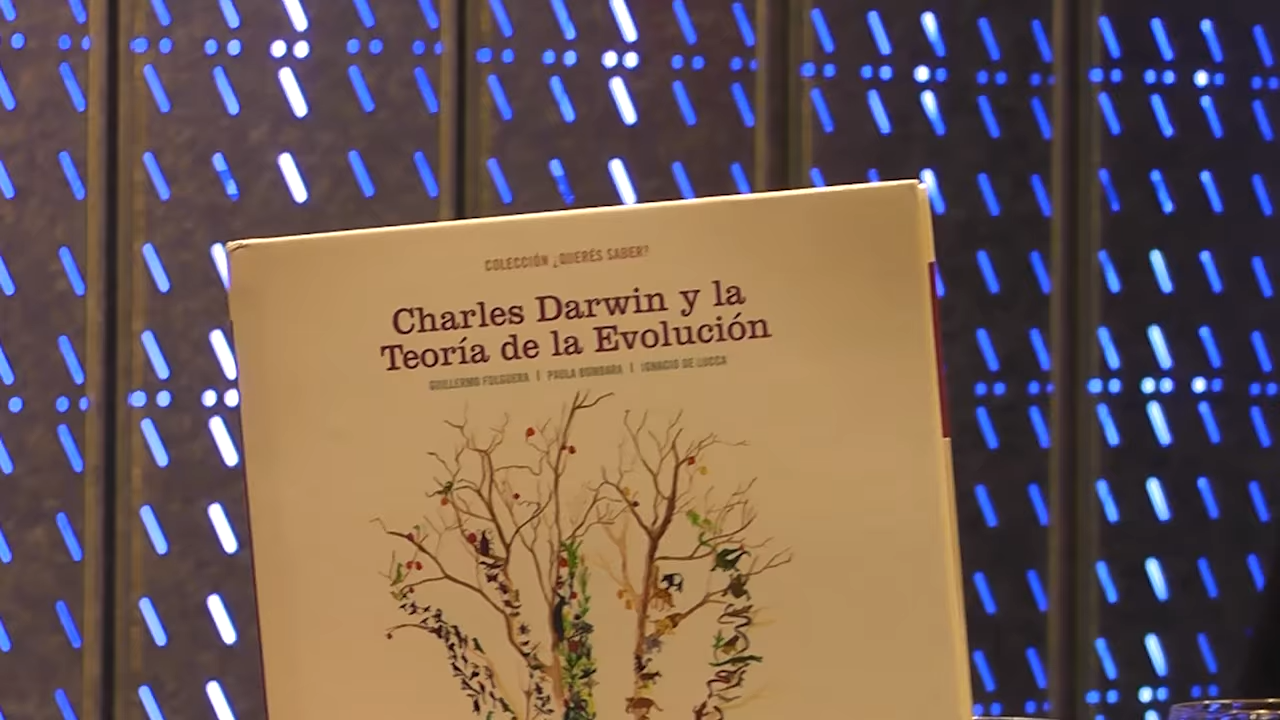 COLECCIÓN ¿QUERÉS SABER?
Charles Darwin y la
Teoría de la Evolución
GUILLERMO FOLGUERA | PAULA BOMBARA | IGNACIO DE LUCCA